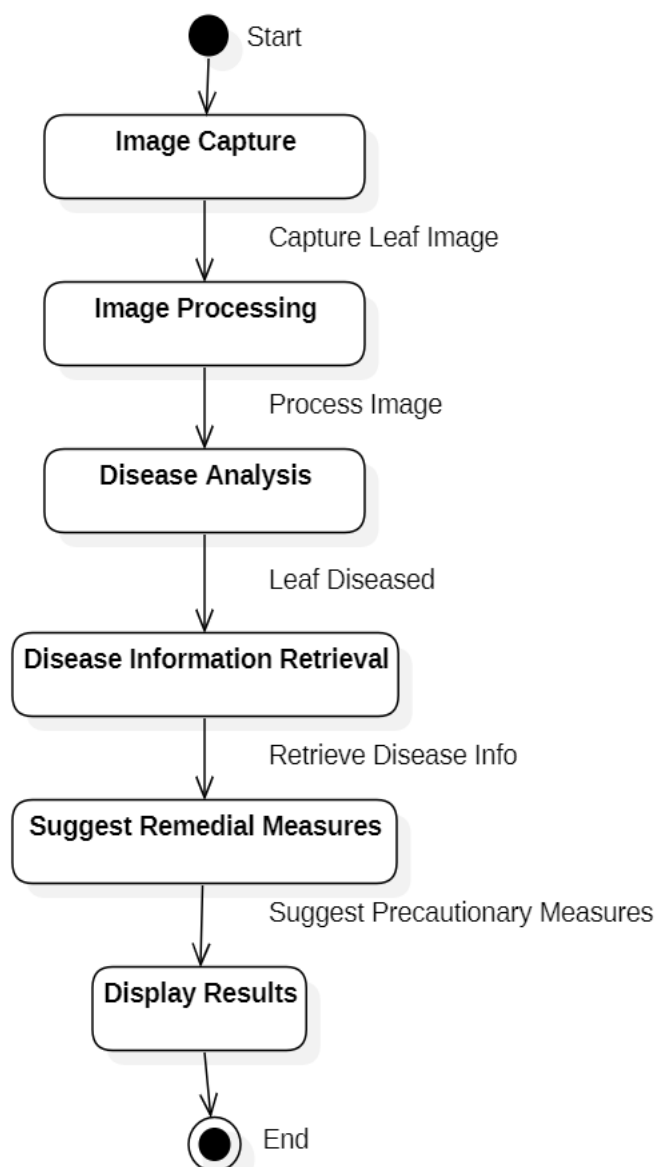 Start
Image Capture
Capture Leaf Image
Image Processing
Process Image
Disease Analysis
Leaf Diseased
Disease Information Retrieval
Retrieve Disease Info
Suggest Remedial Measures
Suggest Precautionary Measures
Display Results
End